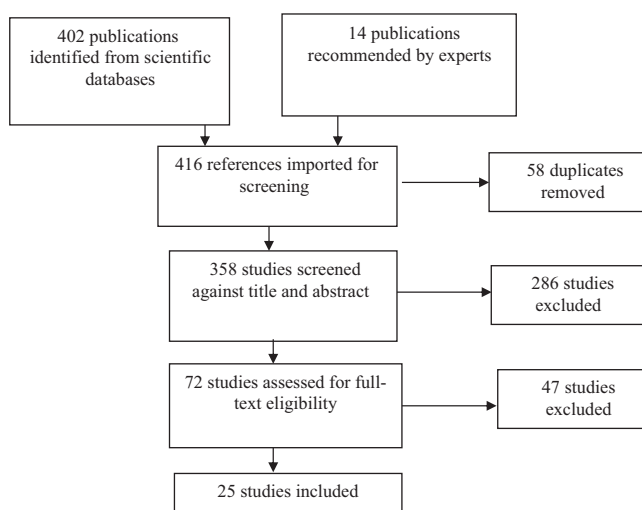 402 publications
identified from scientific
databases
14 publications
recommended by experts
416 references imported for
screening
58 duplicates
removed
358 studies screened
against title and abstract
286 studies
excluded
72 studies assessed for full-
text eligibility
47 studies
excluded
25 studies included